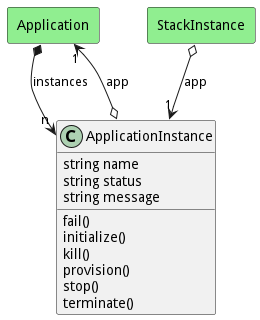 Application
StackInstance
1
instances
app
app
n
1
C ApplicationInstance
string name
string status
string message
fail()
initialize()
kill()
provision()
stop()
terminate()